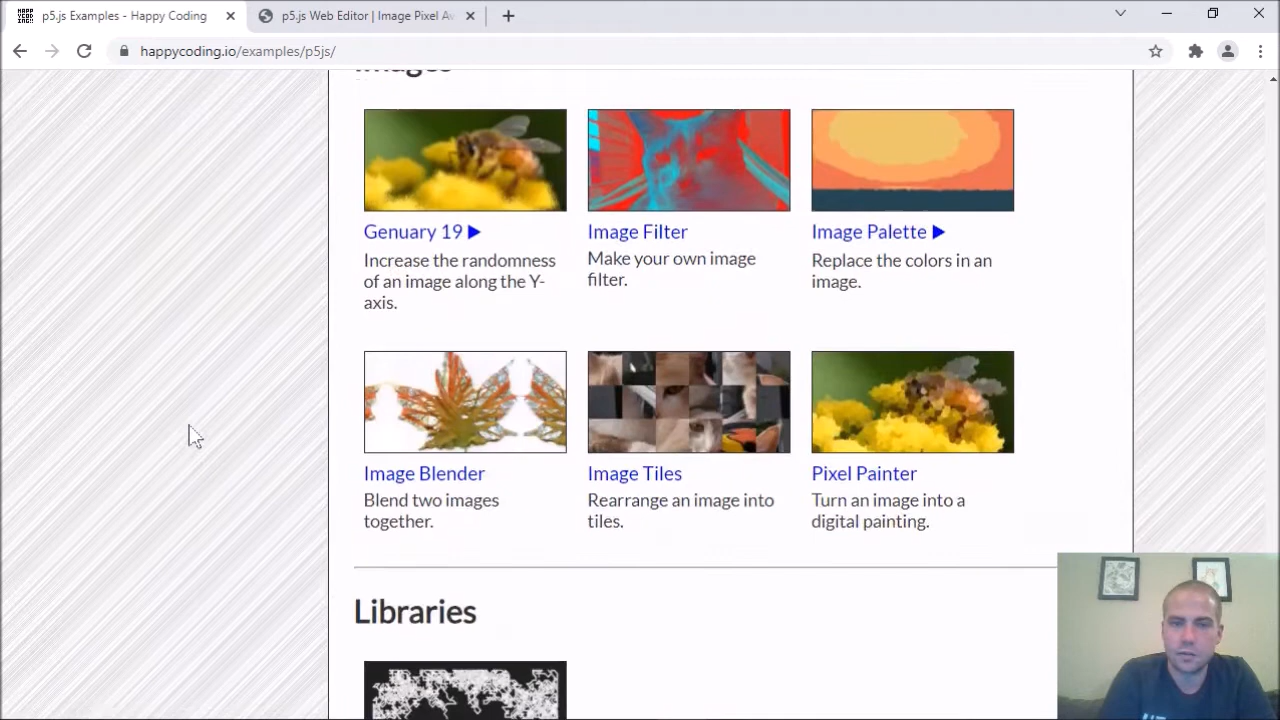 p5.js Examples - Happy Coding
p5.js Web Editor | Image Pixel Av
happycoding.io/examples/p5js/
Images
Genuary 19
Image Filter
Image Palette
Increase the randomness
of an image along the Y-
axis.
Make your own image
filter.
Replace the colors in an
image.
Image Blender
Image Tiles
Pixel Painter
Blend two images
together.
Rearrange an image into
tiles.
Turn an image into a
digital painting.
Libraries